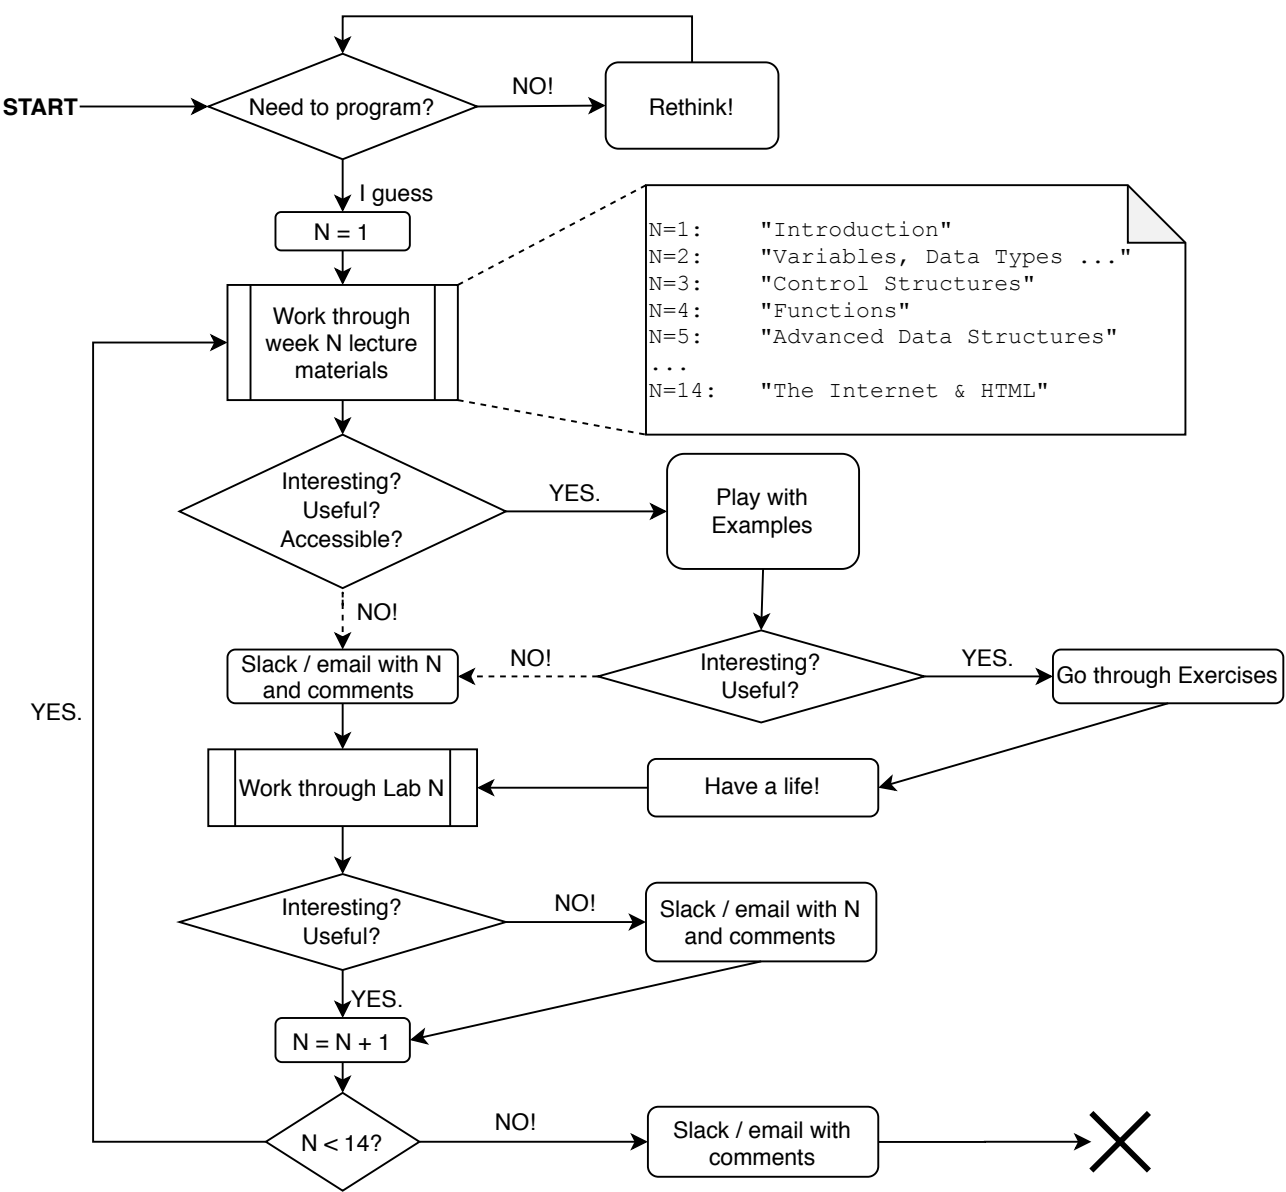 START
Need to program?
NO!
Rethink!
I guess
N = 1
N=1: "Introduction"
N=2: "Variables, Data Types ..."
N=3: "Control Structures"
N=4: "Functions"
N=5: "Advanced Data Structures"
...
N=14: "The Internet & HTML"
Work through
week N lecture
materials
Interesting?
Useful?
Accessible?
YES.
Play with
Examples
NO!
Slack / email with N
and comments
NO!
Interesting?
Useful?
YES.
Go through Exercises
YES.
Work through Lab N
Have a life!
Interesting?
Useful?
NO!
Slack / email with N
and comments
YES.
N = N + 1
N < 14?
NO!
Slack / email with
comments